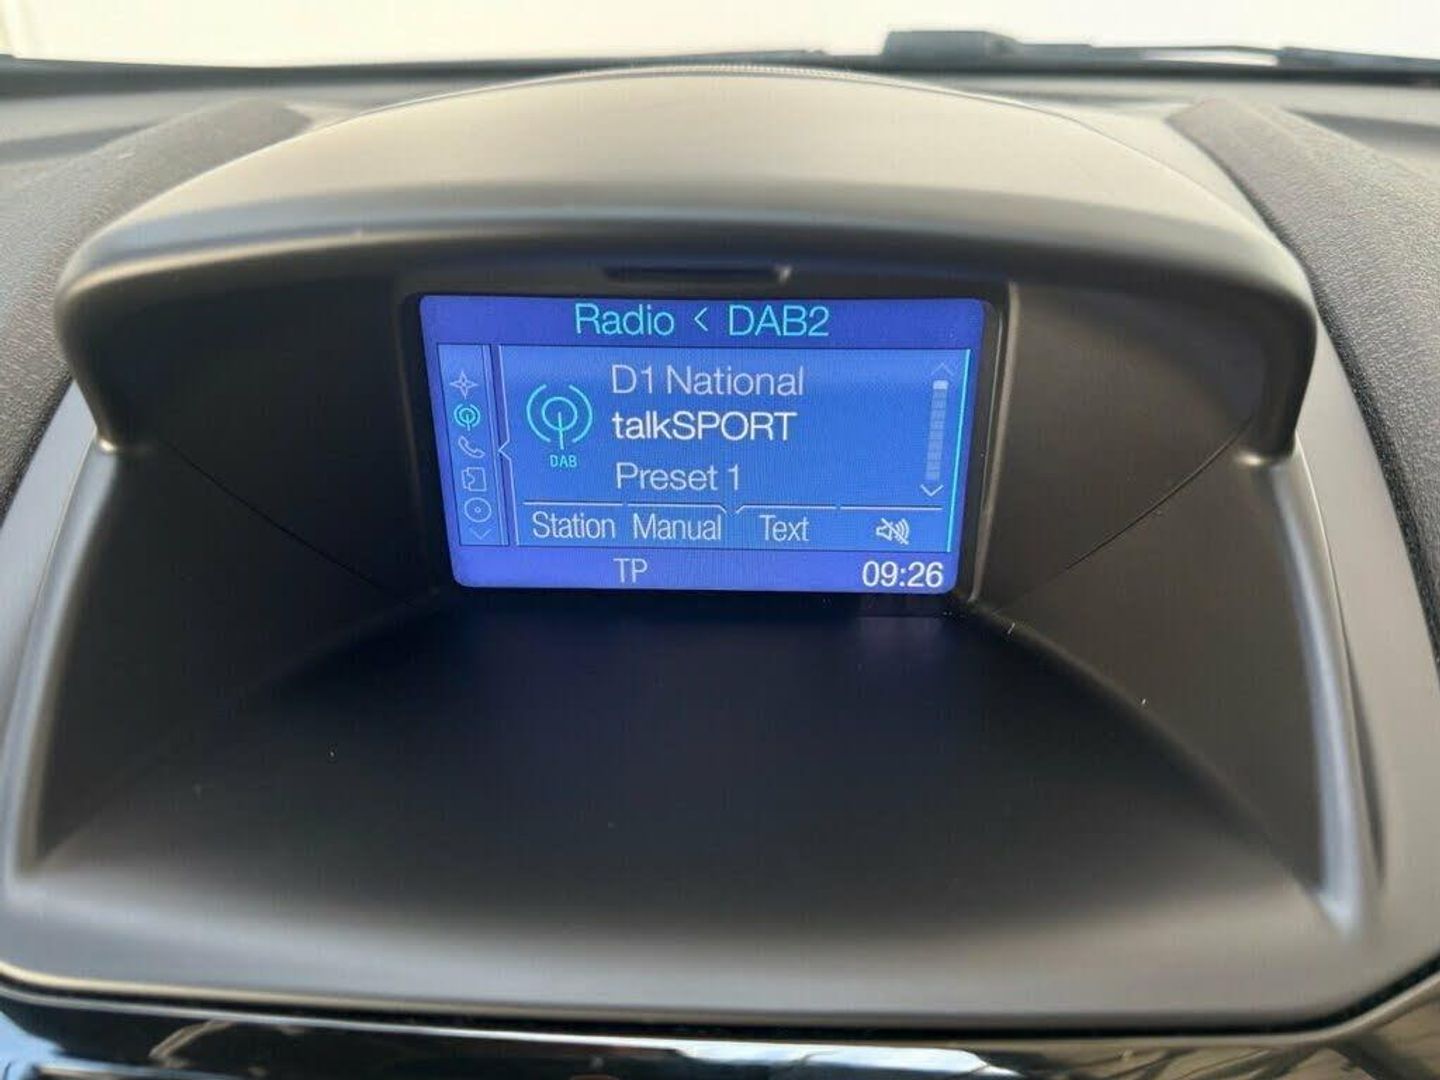 Radio < DAB2
D1 National
talkSPORT
DAB
Preset 1
Station Manual Text
TP 09:26